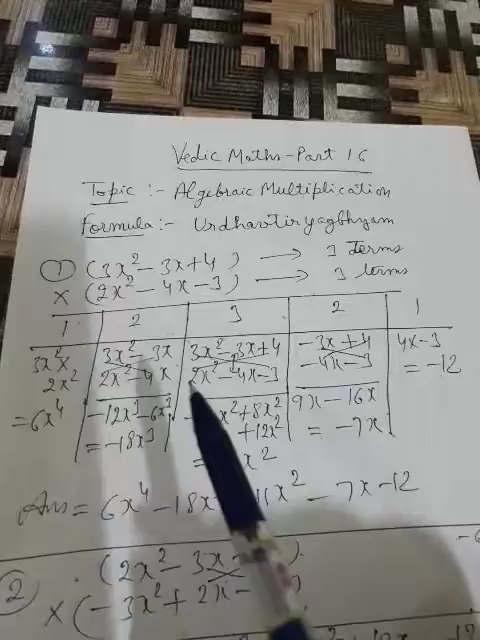 Vedic Maths-Part 16
Topic :- Algebraic Multiplication
Formula:- Urdhavtiryagbhyam
① (3x² - 3x + 4) → 3 Terms
× (2x² - 4x - 3) → 3 terms
1 2 3 2 1
3x² × 3x² - 3x 3x² - 3x + 4 -3x + 4 4x-3
2x² 2x² - 4x 2x² - 4x - 3 -4x - 3 = -12
= 6x⁴ -12x³ - 6x³ x² + 8x² 9x - 16x
= -18x³ + 12x² = -7x
= x²
Ans = 6x⁴ - 18x 11x² - 7x - 12
② (2x² - 3x
× (-3x² + 2x -